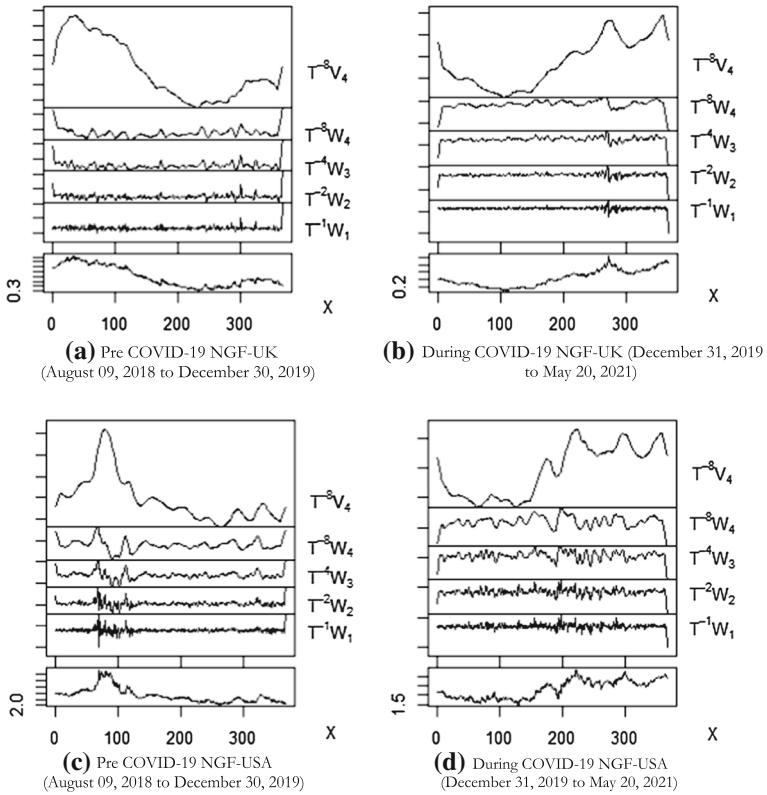 T⁻⁸V₄
T⁻⁸W₄
T⁻⁴W₃
T⁻²W₂
T⁻¹W₁
0.3
X
0 100 200 300
(a) Pre COVID-19 NGF-UK
(August 09, 2018 to December 30, 2019)
T⁻⁸V₄
T⁻⁸W₄
T⁻⁴W₃
T⁻²W₂
T⁻¹W₁
0.2
X
0 100 200 300
(b) During COVID-19 NGF-UK (December 31, 2019
to May 20, 2021)
T⁻⁸V₄
T⁻⁸W₄
T⁻⁴W₃
T⁻²W₂
T⁻¹W₁
2.0
X
0 100 200 300
(c) Pre COVID-19 NGF-USA
(August 09, 2018 to December 30, 2019)
T⁻⁸V₄
T⁻⁸W₄
T⁻⁴W₃
T⁻²W₂
T⁻¹W₁
1.5
X
0 100 200 300
(d) During COVID-19 NGF-USA
(December 31, 2019 to May 20, 2021)